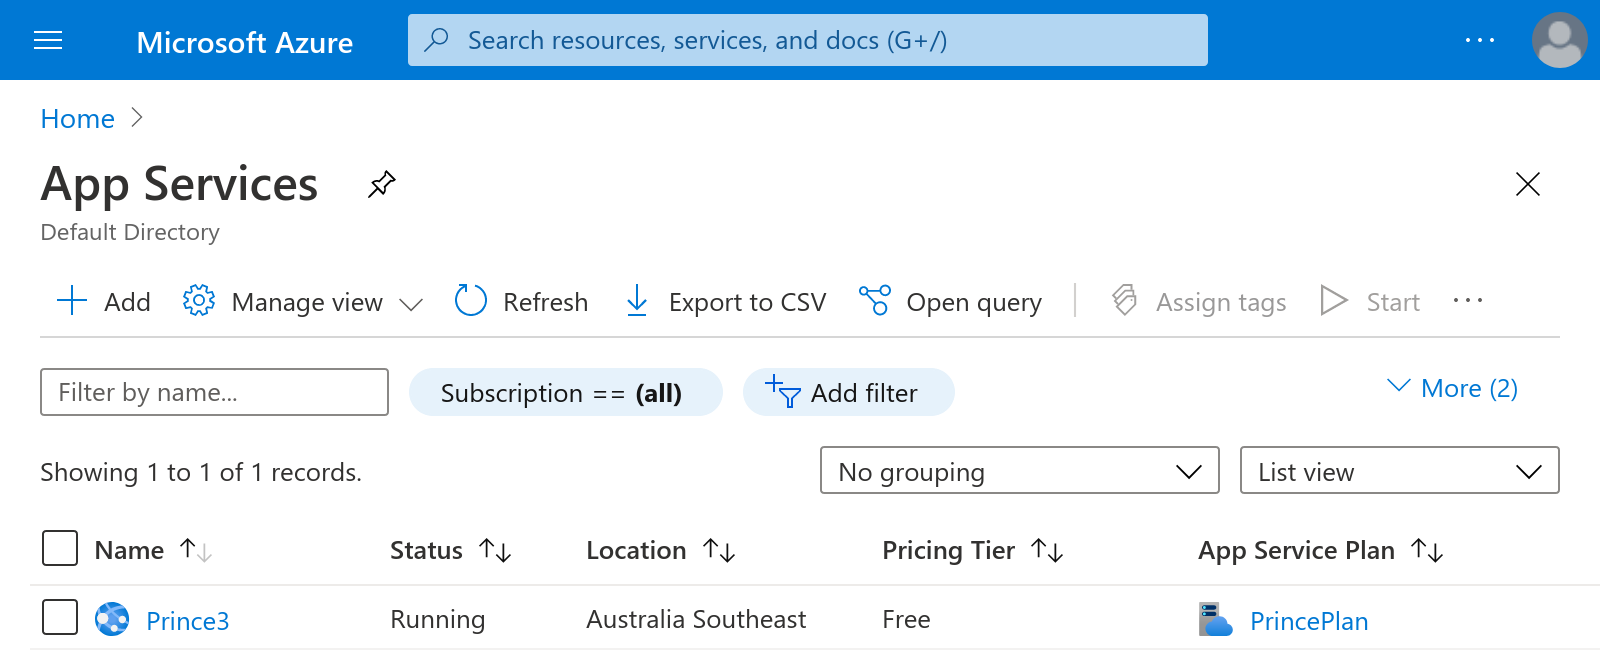 Microsoft Azure Search resources, services, and docs (G+/) ...
Home >
App Services
Default Directory
Add Manage view Refresh Export to CSV Open query Assign tags Start ...
Filter by name... Subscription == (all) Add filter More (2)
Showing 1 to 1 of 1 records. No grouping List view
Name Status Location Pricing Tier App Service Plan
Prince3 Running Australia Southeast Free PrincePlan